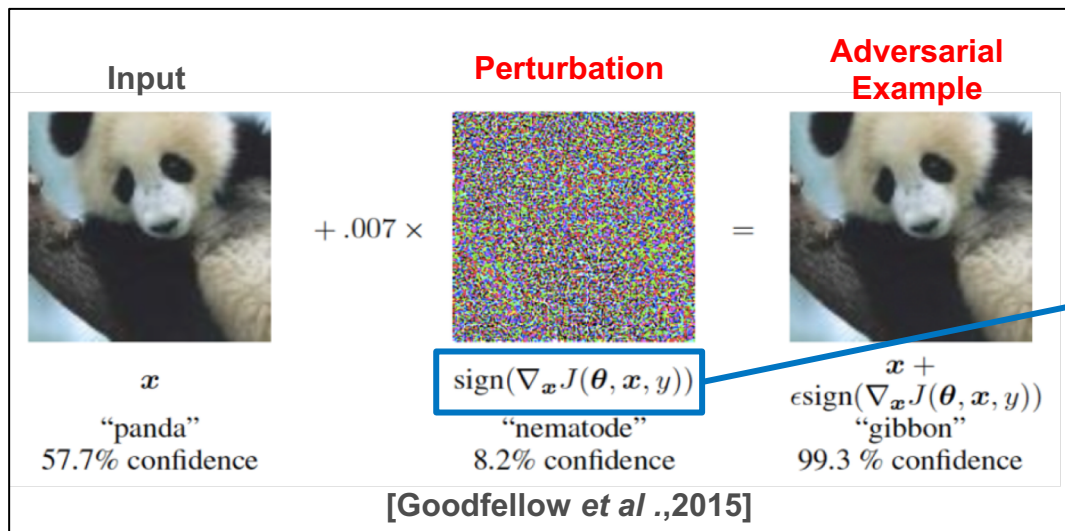 Input
Perturbation
Adversarial
Example
+ .007 ×
=
x
sign(∇ₓJ(θ, x, y))
x +
ϵsign(∇ₓJ(θ, x, y))
“panda”
“nematode”
“gibbon”
57.7% confidence
8.2% confidence
99.3 % confidence
[Goodfellow et al .,2015]